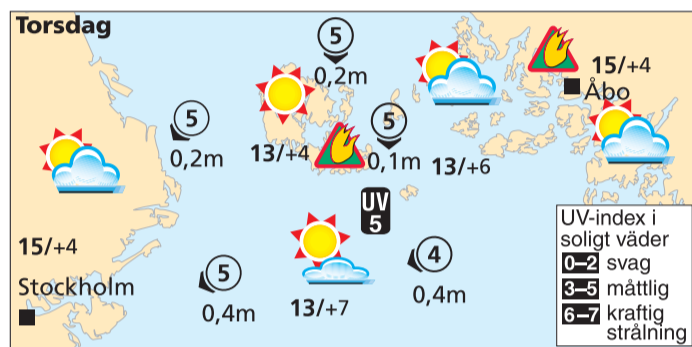 Torsdag
5
0,2m
15/+4
Åbo
5
0,2m
13/+4
5
0,1m
13/+6
UV
5
15/+4
Stockholm
5
0,4m
13/+7
4
0,4m
UV-index i
soligt väder
0–2 svag
3–5 måttlig
6–7 kraftig
strålning